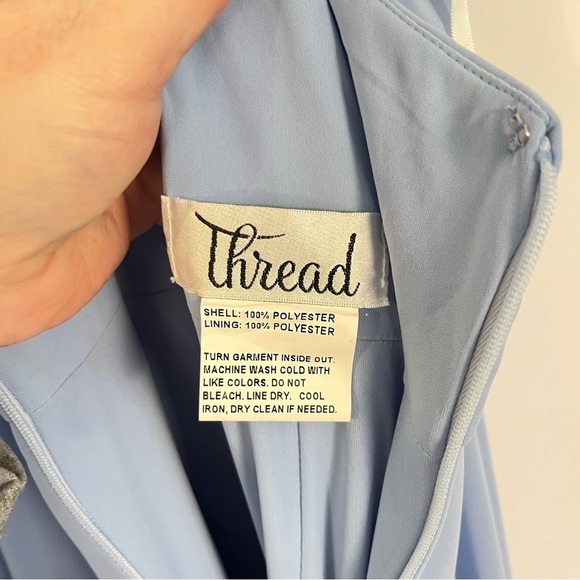 Thread
SHELL: 100% POLYESTER
LINING: 100% POLYESTER
TURN GARMENT INSIDE OUT.
MACHINE WASH COLD WITH
LIKE COLORS. DO NOT
BLEACH. LINE DRY. COOL
IRON, DRY CLEAN IF NEEDED.